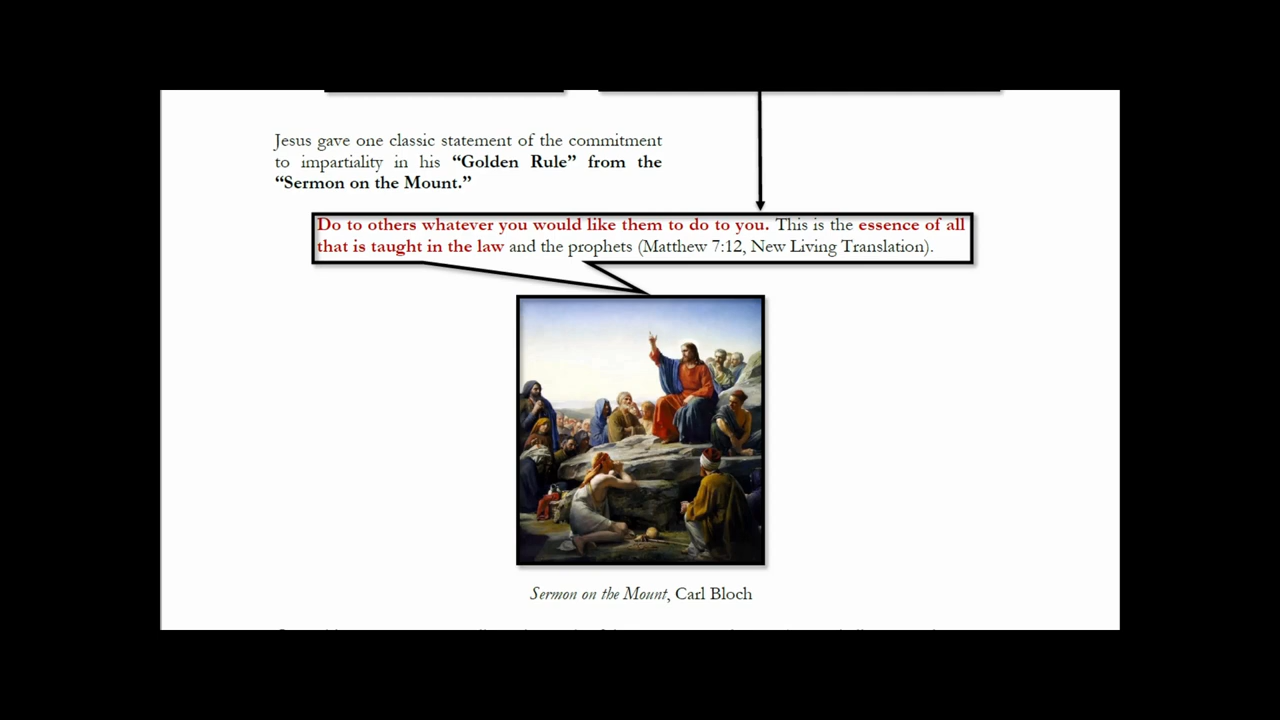 Jesus gave one classic statement of the commitment
to impartiality in his “Golden Rule” from the
“Sermon on the Mount.”
Do to others whatever you would like them to do to you. This is the essence of all
that is taught in the law and the prophets (Matthew 7:12, New Living Translation).
Sermon on the Mount, Carl Bloch